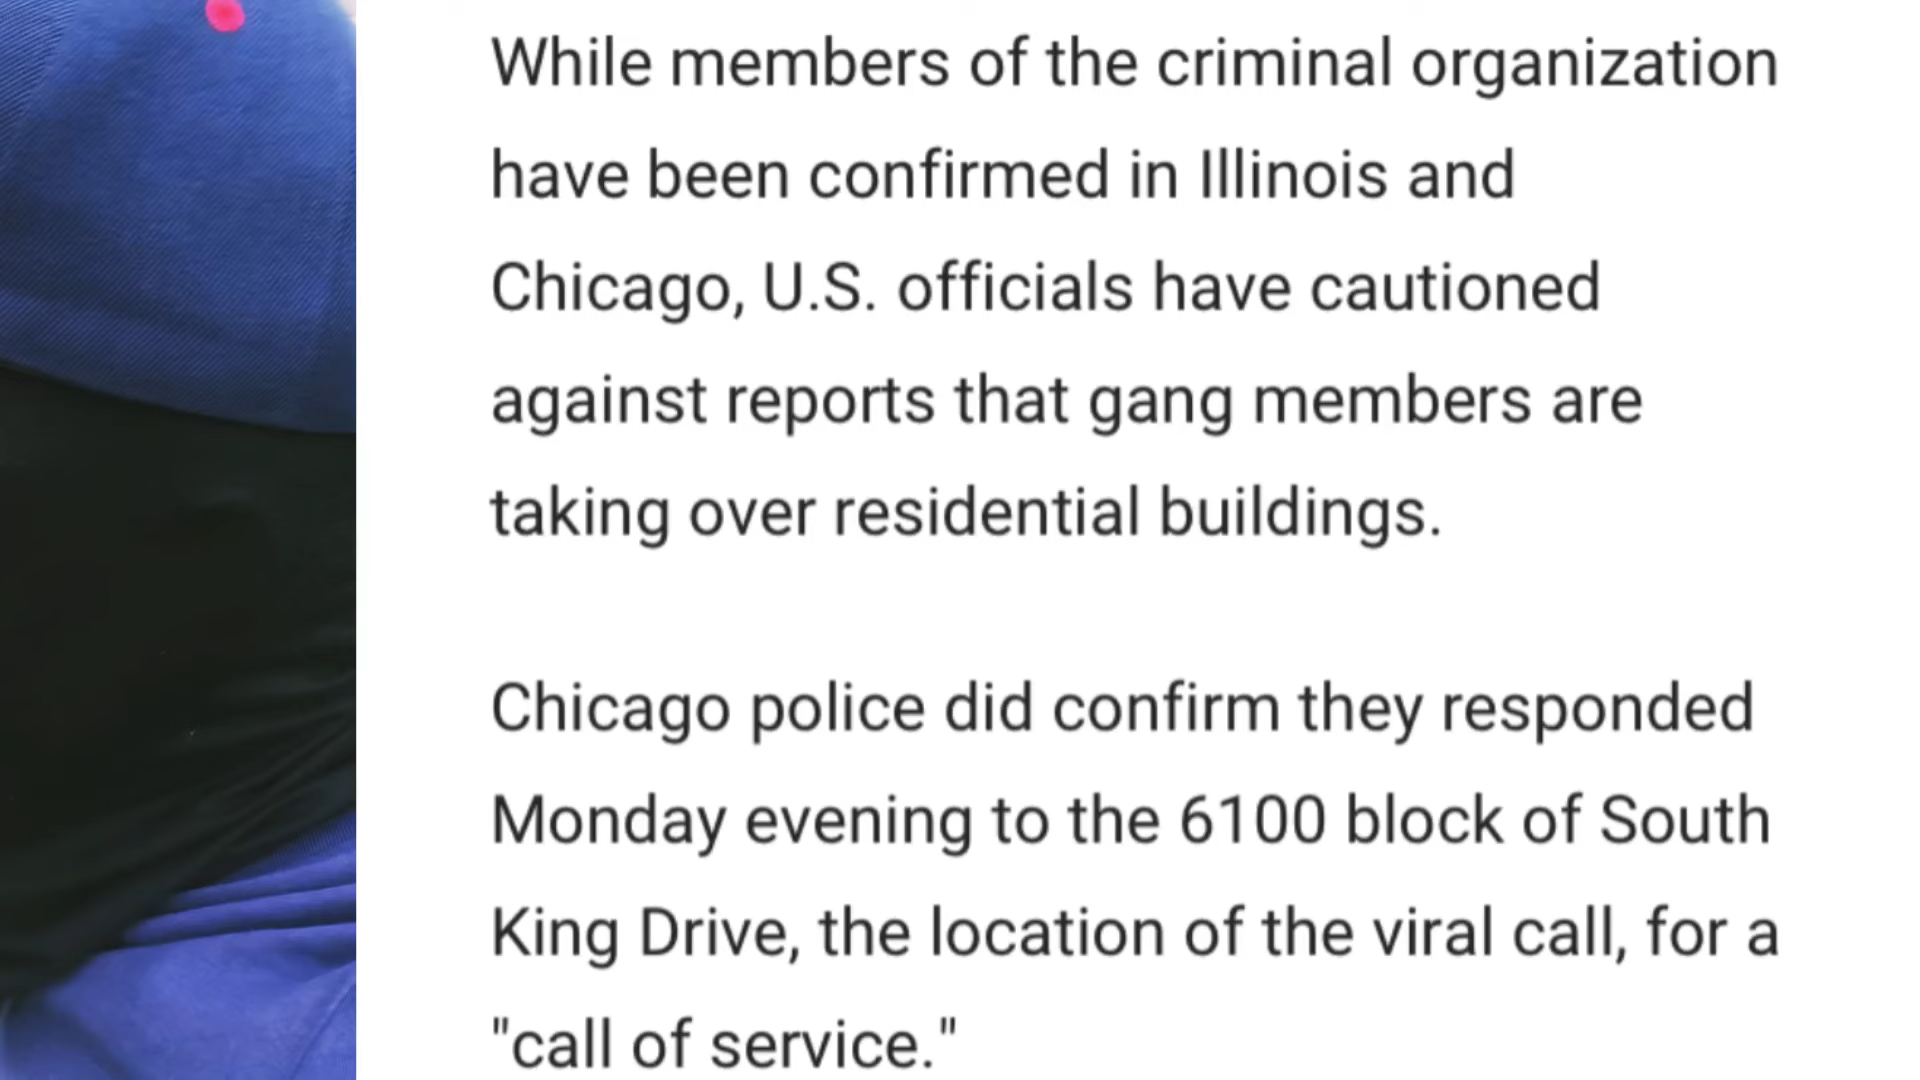 While members of the criminal organization
have been confirmed in Illinois and
Chicago, U.S. officials have cautioned
against reports that gang members are
taking over residential buildings.
Chicago police did confirm they responded
Monday evening to the 6100 block of South
King Drive, the location of the viral call, for a
"call of service."